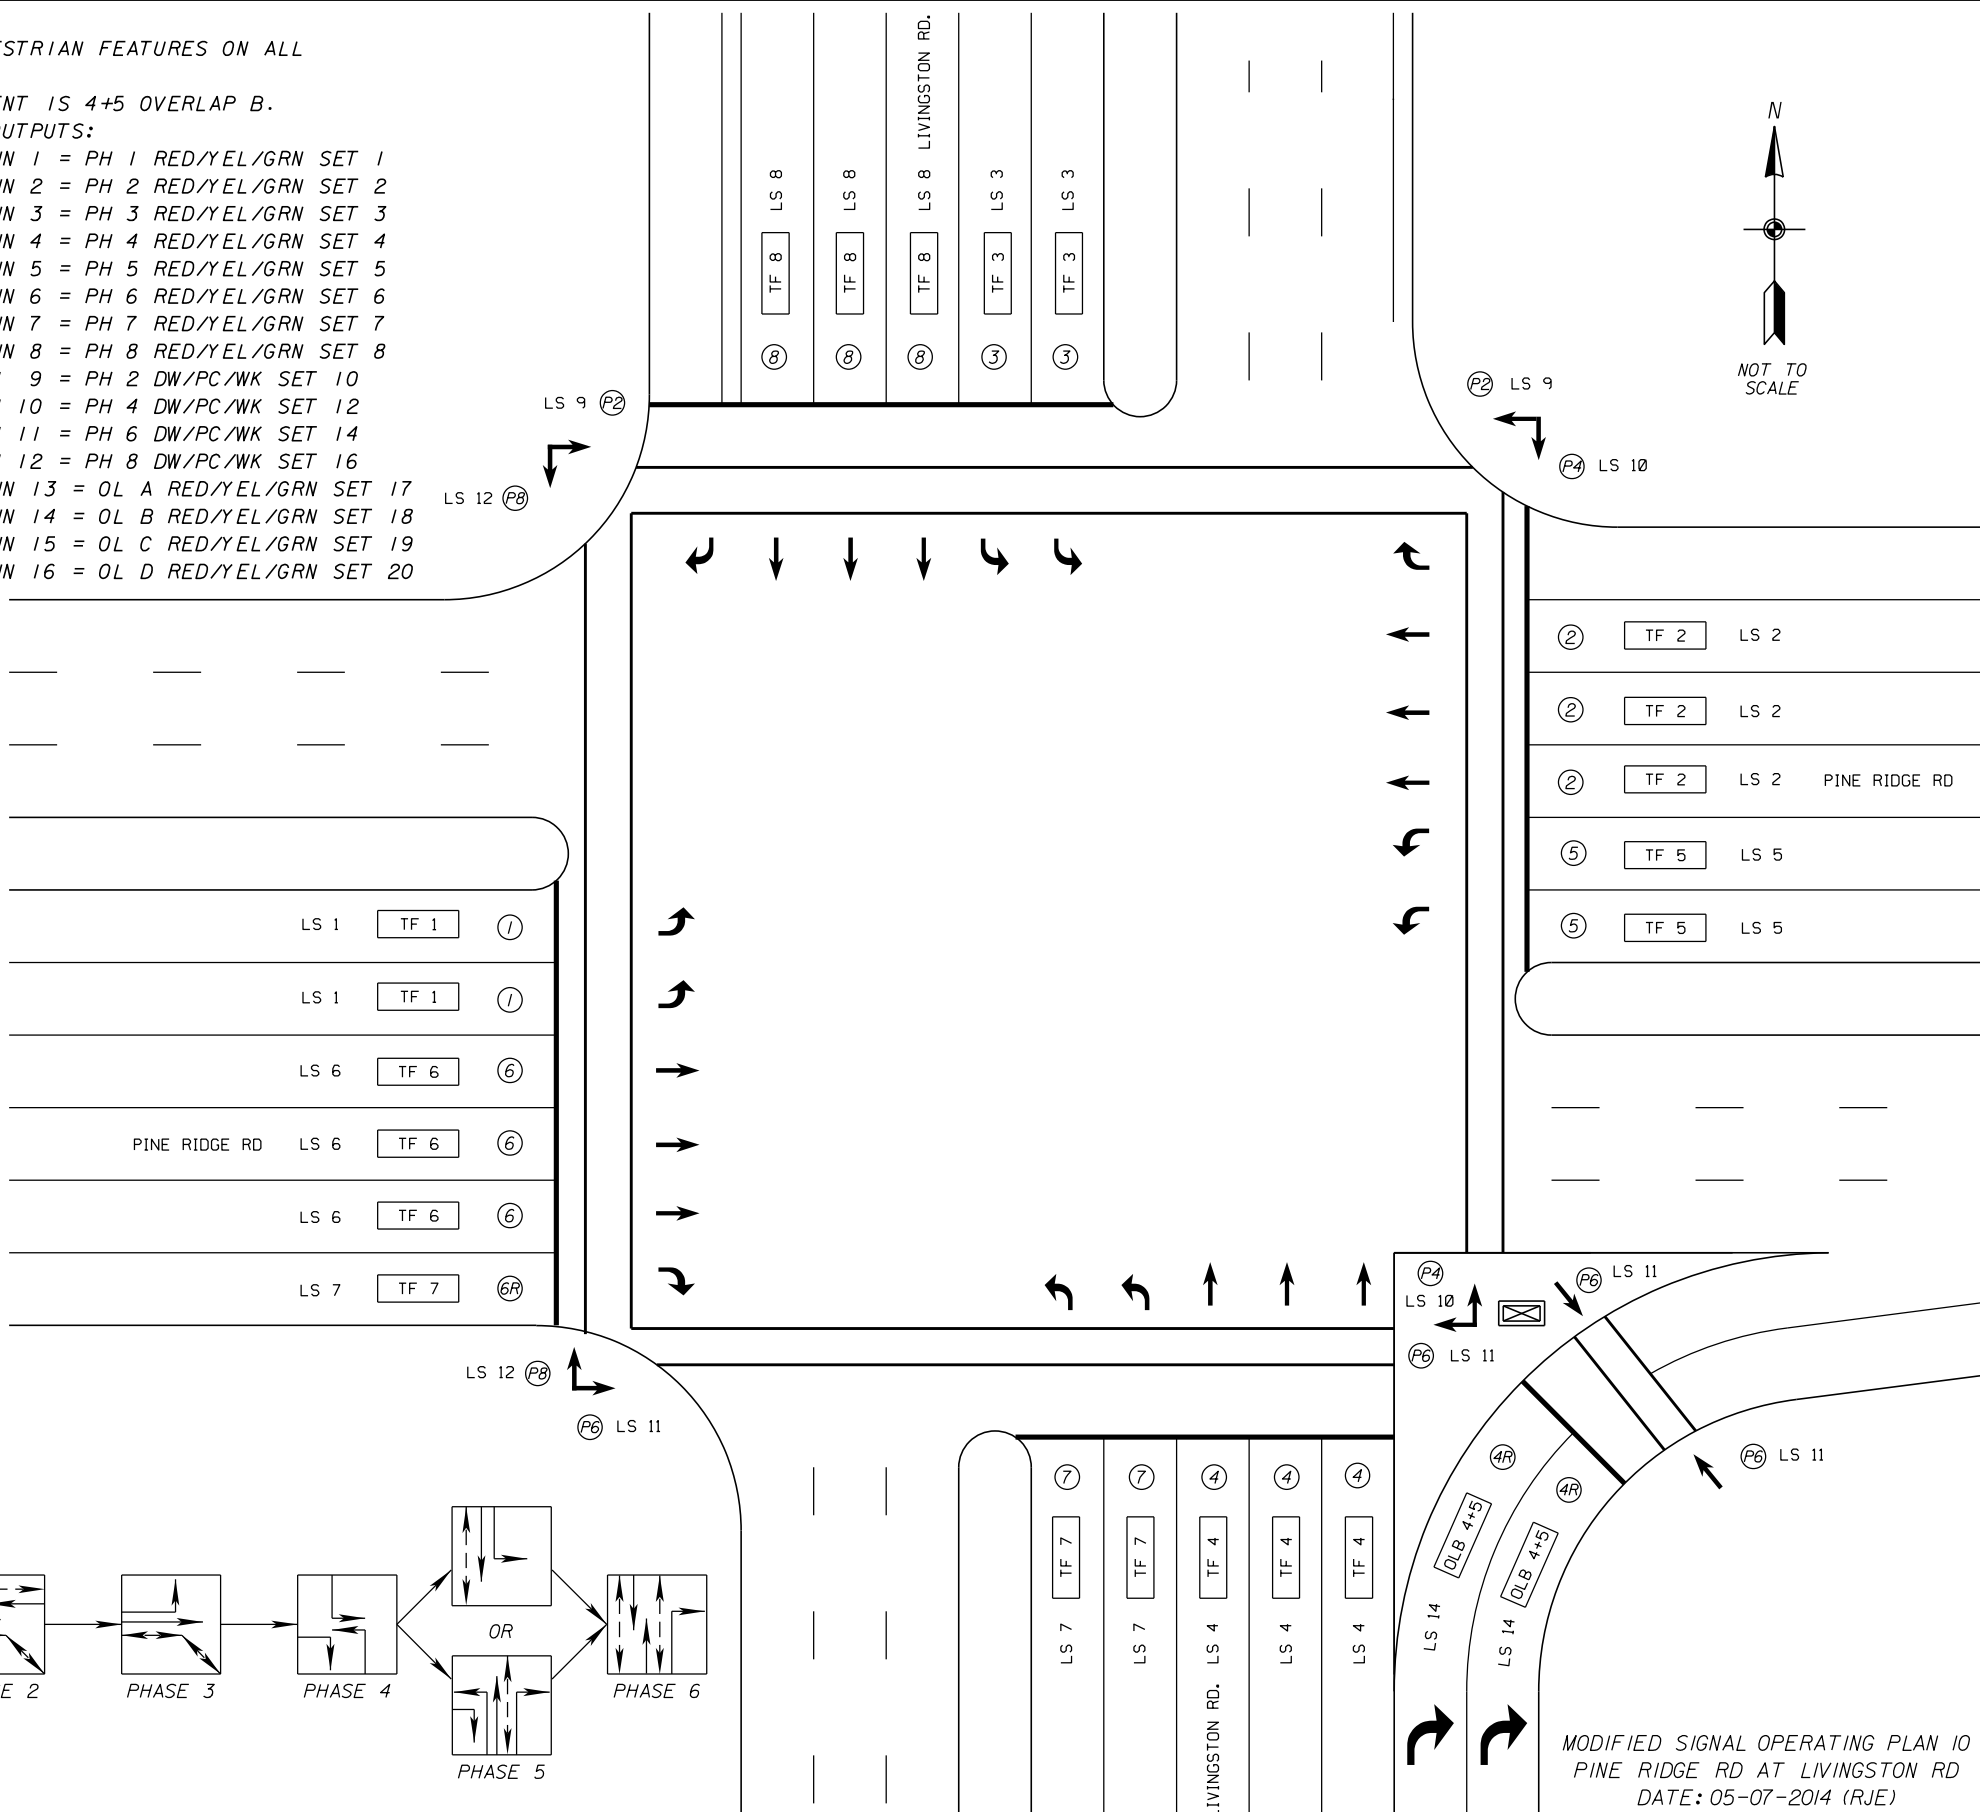 STRIAN FEATURES ON ALL
NT IS 4+5 OVERLAP B.
UTPUTS:
N 1 = PH 1 RED/YEL/GRN SET 1
N 2 = PH 2 RED/YEL/GRN SET 2
N 3 = PH 3 RED/YEL/GRN SET 3
N 4 = PH 4 RED/YEL/GRN SET 4
N 5 = PH 5 RED/YEL/GRN SET 5
N 6 = PH 6 RED/YEL/GRN SET 6
N 7 = PH 7 RED/YEL/GRN SET 7
N 8 = PH 8 RED/YEL/GRN SET 8
9 = PH 2 DW/PC/WK SET 10
10 = PH 4 DW/PC/WK SET 12
11 = PH 6 DW/PC/WK SET 14
12 = PH 8 DW/PC/WK SET 16
N 13 = OL A RED/YEL/GRN SET 17
N 14 = OL B RED/YEL/GRN SET 18
N 15 = OL C RED/YEL/GRN SET 19
N 16 = OL D RED/YEL/GRN SET 20
8 TF 8 LS 8
8 TF 8 LS 8
8 TF 8 LS 8 LIVINGSTON RD.
3 TF 3 LS 3
3 TF 3 LS 3
N
NOT TO
SCALE
LS 9 P2
LS 12 P8
P2 LS 9
P4 LS 10
2 TF 2 LS 2
2 TF 2 LS 2
2 TF 2 LS 2 PINE RIDGE RD
5 TF 5 LS 5
5 TF 5 LS 5
LS 1 TF 1 1
LS 1 TF 1 1
LS 6 TF 6 6
PINE RIDGE RD LS 6 TF 6 6
LS 6 TF 6 6
LS 7 TF 7 6R
LS 12 P8
P6 LS 11
P4
LS 10
P6 LS 11
P6 LS 11
P6 LS 11
LS 7 TF 7 7
LS 7 TF 7 7
LIVINGSTON RD. LS 4 TF 4 4
LS 4 TF 4 4
LS 4 TF 4 4
LS 14 OLB 4+5 4R
LS 14 OLB 4+5 4R
E 2
PHASE 3
PHASE 4
OR
PHASE 5
PHASE 6
MODIFIED SIGNAL OPERATING PLAN 10
PINE RIDGE RD AT LIVINGSTON RD
DATE: 05-07-2014 (RJE)